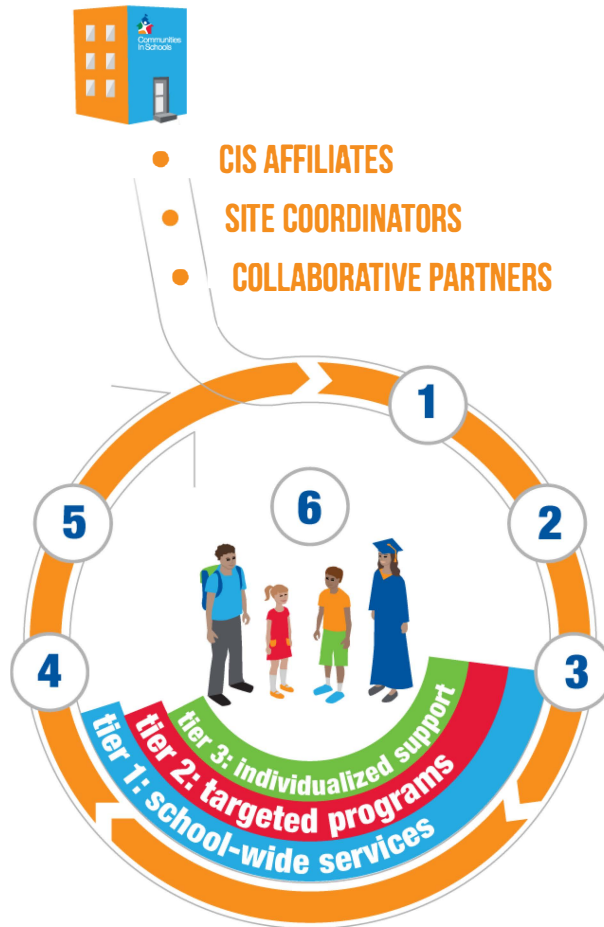 Communities
In Schools
CIS AFFILIATES
SITE COORDINATORS
COLLABORATIVE PARTNERS
1
2
3
4
5
6
tier 3: individualized support
tier 2: targeted programs
tier 1: school-wide services